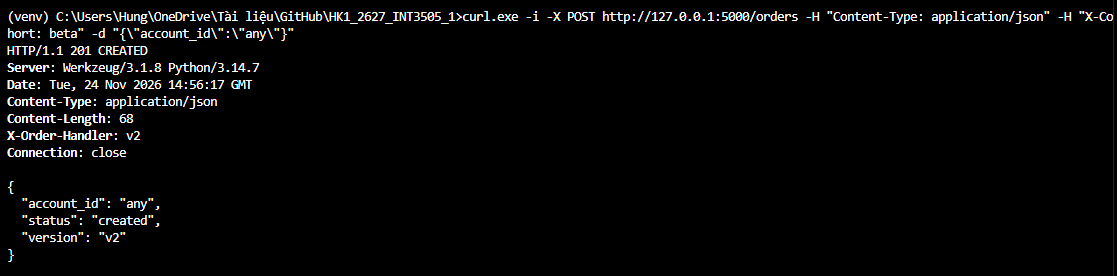 (venv) C:\Users\Hung\OneDrive\Tài liệu\GitHub\HK1_2627_INT3505_1>curl.exe -i -X POST http://127.0.0.1:5000/orders -H "Content-Type: application/json" -H "X-Co
hort: beta" -d "{\"account_id\":\"any\"}"
HTTP/1.1 201 CREATED
Server: Werkzeug/3.1.8 Python/3.14.7
Date: Tue, 24 Nov 2026 14:56:17 GMT
Content-Type: application/json
Content-Length: 68
X-Order-Handler: v2
Connection: close

{
  "account_id": "any",
  "status": "created",
  "version": "v2"
}